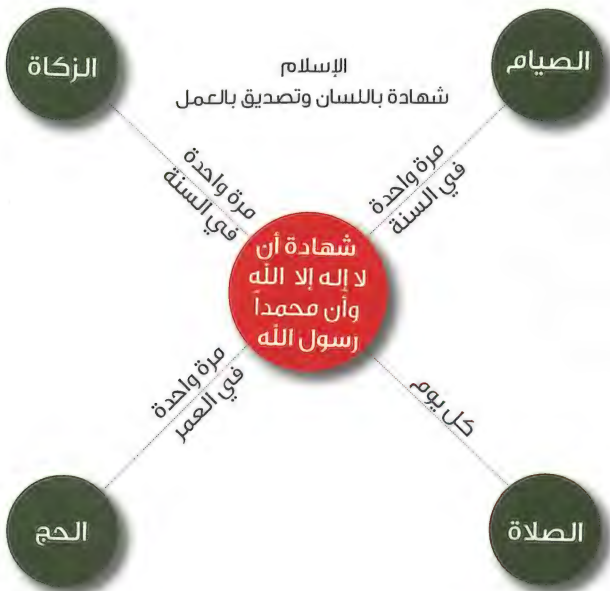 الصيام
الزكاة
الإسلام
شهادة باللسان وتصديق بالعمل
مرة واحدة
في السنة
مرة واحدة
في السنة
شهادة أن
لا إله إلا الله
وأن محمداً
رسول الله
كل يوم
مرة واحدة
في العمر
الصلاة
الحج